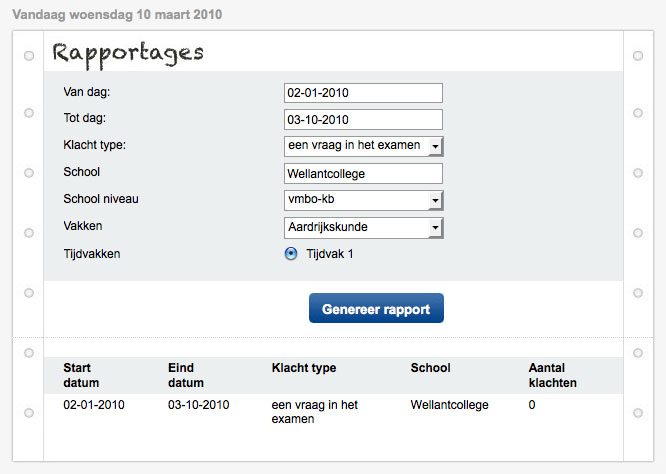 Vandaag woensdag 10 maart 2010
Rapportages
Van dag: 02-01-2010
Tot dag: 03-10-2010
Klacht type: een vraag in het examen
School Wellantcollege
School niveau vmbo-kb
Vakken Aardrijkskunde
Tijdvakken Tijdvak 1
Genereer rapport
Start Eind Klacht type School Aantal
datum datum klachten
02-01-2010 03-10-2010 een vraag in het Wellantcollege 0
examen